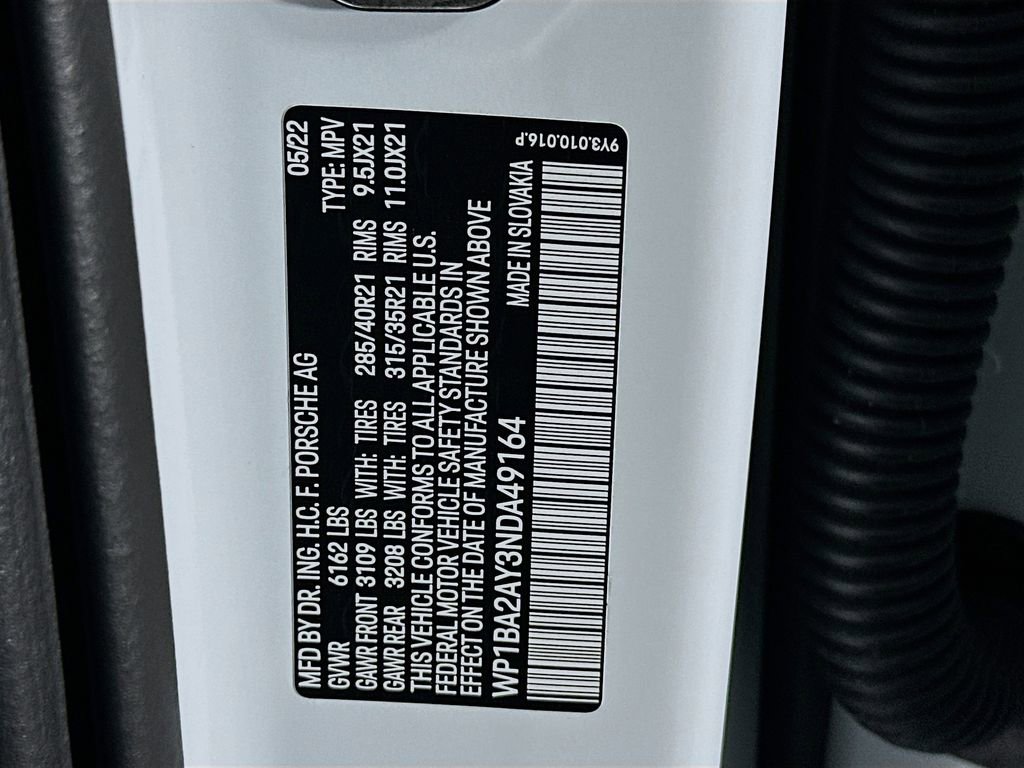 MFD BY DR. ING. H.C. F. PORSCHE AG 05/22
GWR 6162 LBS TYPE: MPV
GAWR FRONT 3109 LBS WITH: TIRES 285/40R21 RIMS 9.5JX21
GAWR REAR 3208 LBS WITH: TIRES 315/35R21 RIMS 11.0JX21
THIS VEHICLE CONFORMS TO ALL APPLICABLE U.S.
FEDERAL MOTOR VEHICLE SAFETY STANDARDS IN
EFFECT ON THE DATE OF MANUFACTURE SHOWN ABOVE
WP1BA2AY3NDA49164 MADE IN SLOVAKIA
9Y3.010.016.P